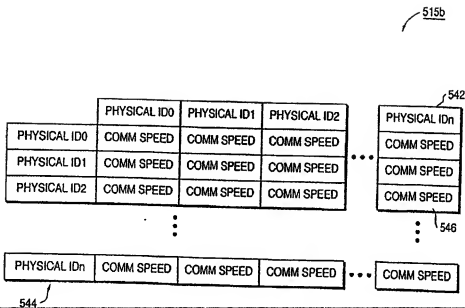 515b
542
PHYSICAL ID0 PHYSICAL ID1 PHYSICAL ID2 PHYSICAL IDn
PHYSICAL ID0 COMM SPEED COMM SPEED COMM SPEED COMM SPEED
PHYSICAL ID1 COMM SPEED COMM SPEED COMM SPEED ••• COMM SPEED
PHYSICAL ID2 COMM SPEED COMM SPEED COMM SPEED COMM SPEED
546
PHYSICAL IDn COMM SPEED COMM SPEED COMM SPEED ••• COMM SPEED
544